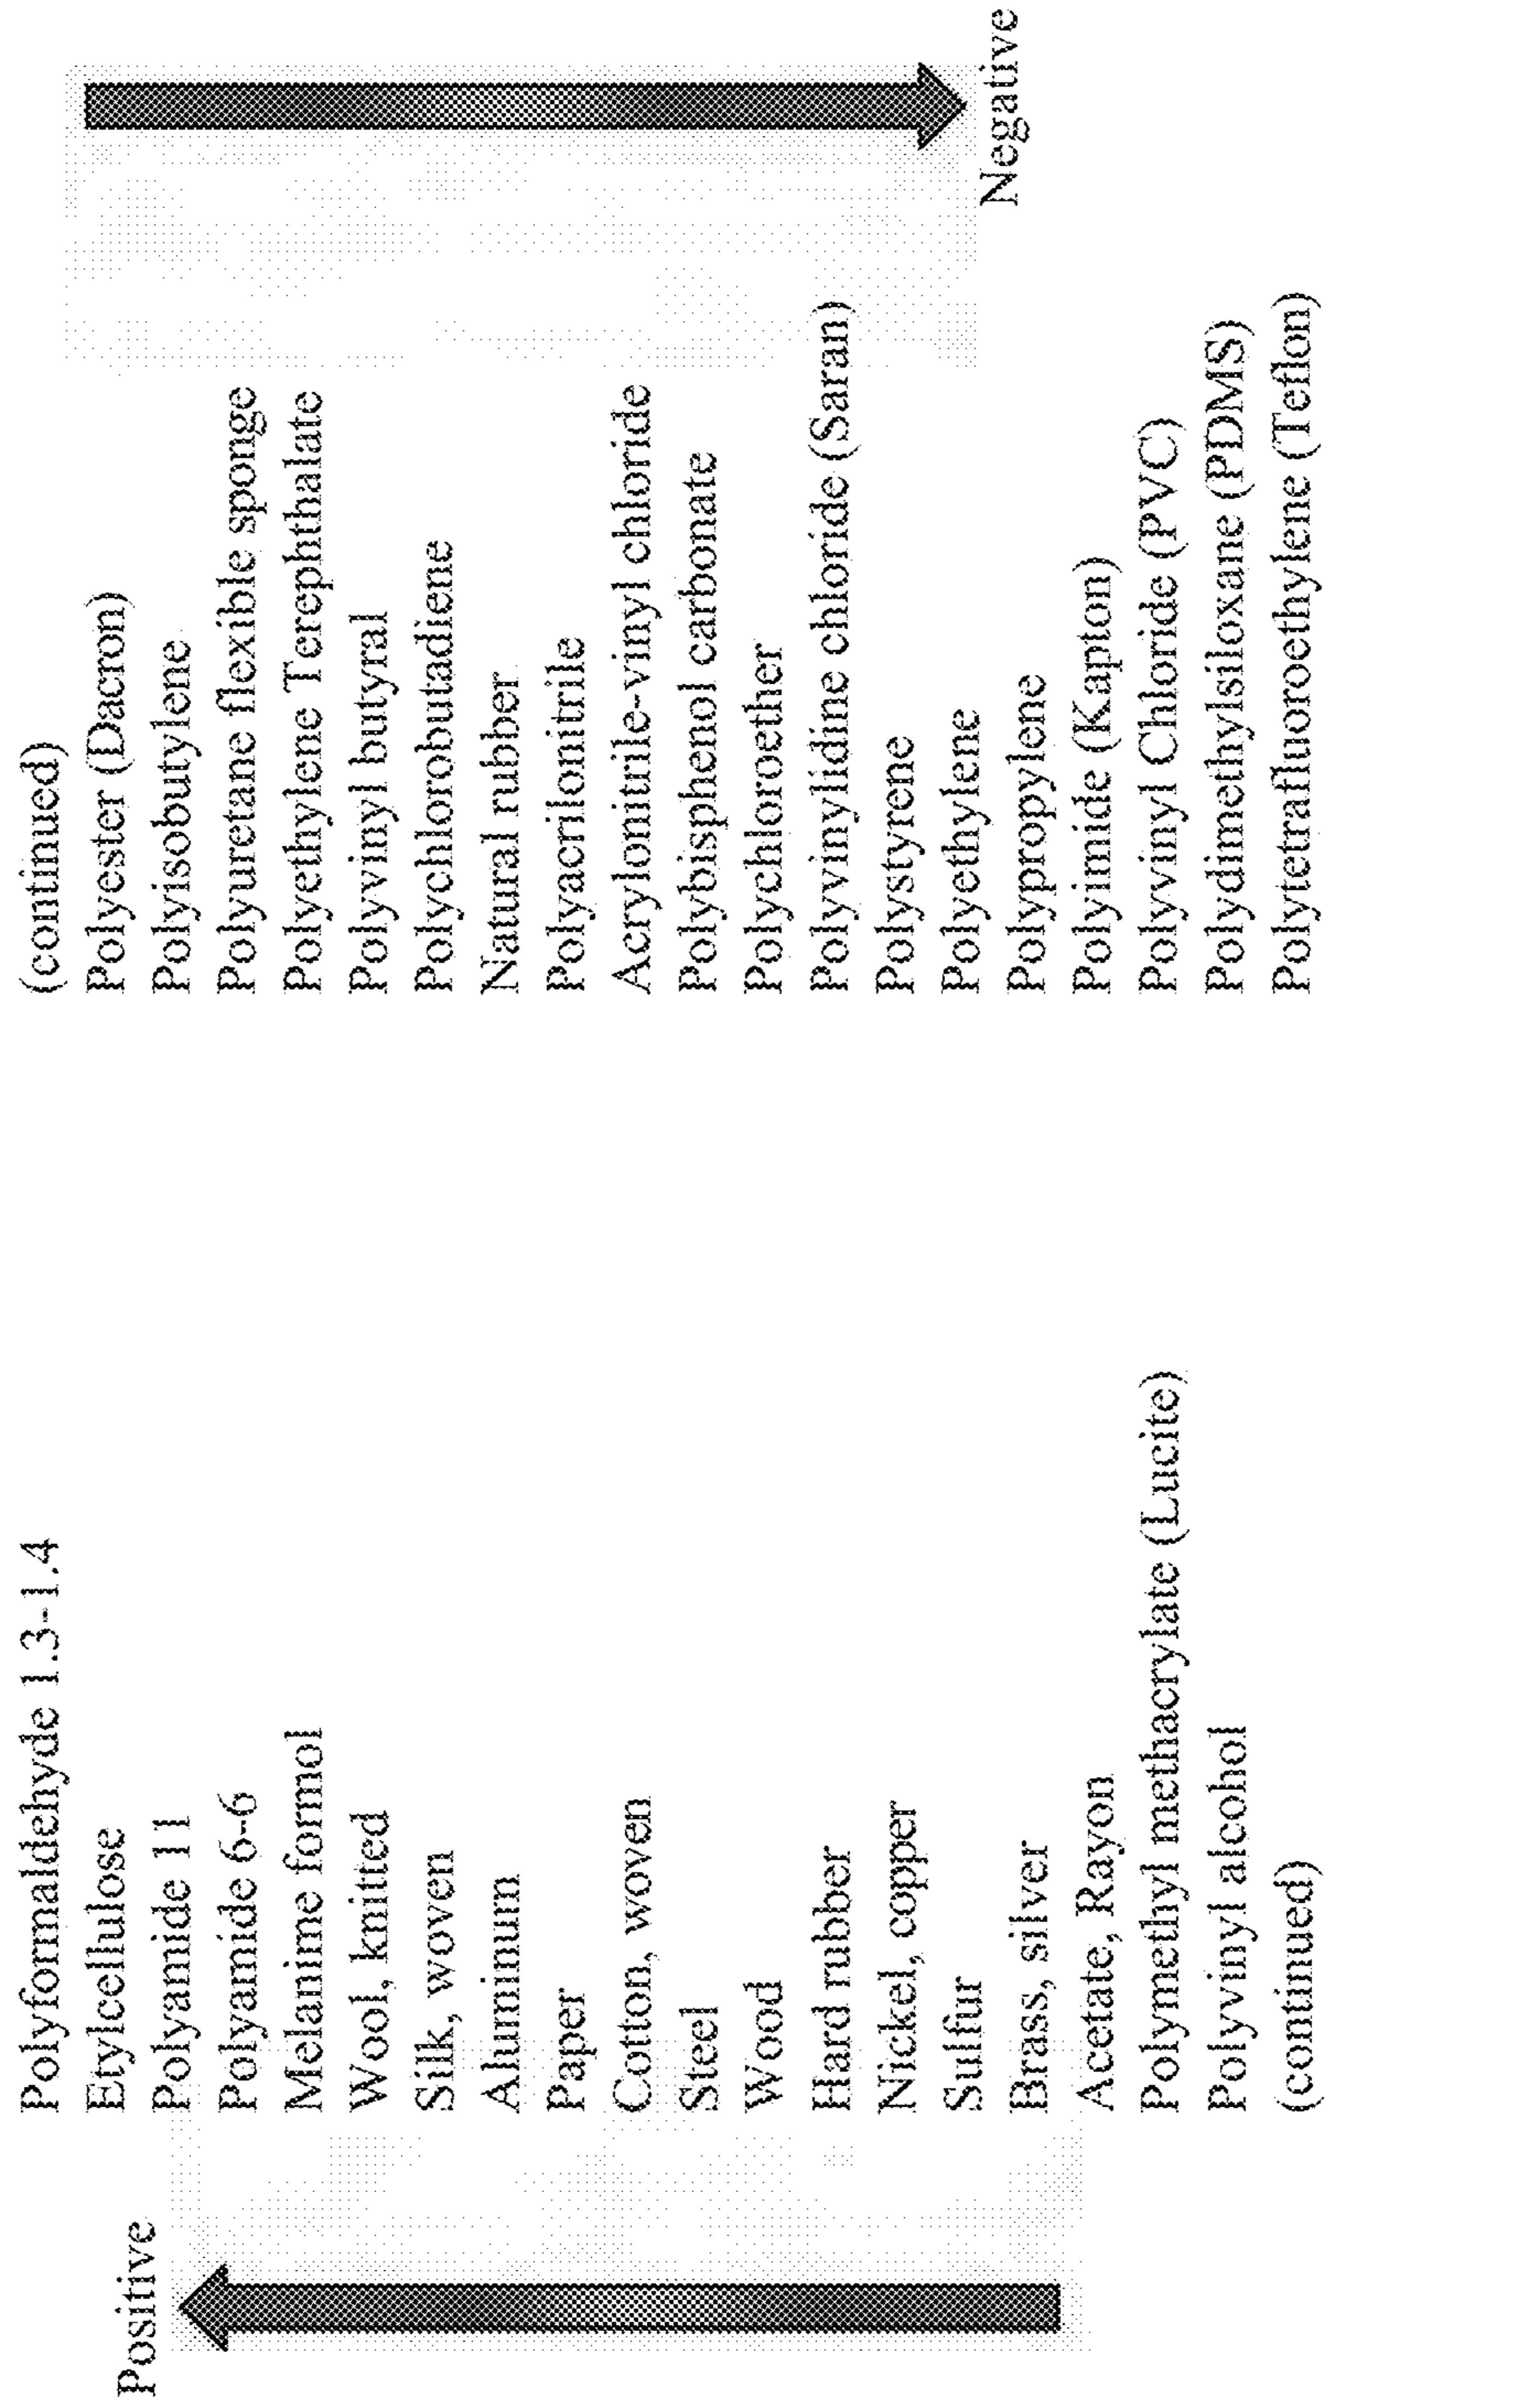 Positive
Polyformaldehyde 1.3-1.4
Etylcellulose
Polyamide 11
Polyamide 6-6
Melanime formol
Wool, knitted
Silk, woven
Aluminum
Paper
Cotton, woven
Steel
Wood
Hard rubber
Nickel, copper
Sulfur
Brass, silver
Acetate, Rayon
Polymethyl methacrylate (Lucite)
Polyvinyl alcohol
(continued)
(continued)
Polyester (Dacron)
Polyisobutylene
Polyuretane flexible sponge
Polyethylene Terephthalate
Polyvinyl butyral
Polychlorobutadiene
Natural rubber
Polyacrilonitrile
Acrylonitrile-vinyl chloride
Polybisphenol carbonate
Polychloroether
Polyvinylidine chloride (Saran)
Polystyrene
Polyethylene
Polypropylene
Polyimide (Kapton)
Polyvinyl Chloride (PVC)
Polydimethylsiloxane (PDMS)
Polytetrafluoroethylene (Teflon)
Negative